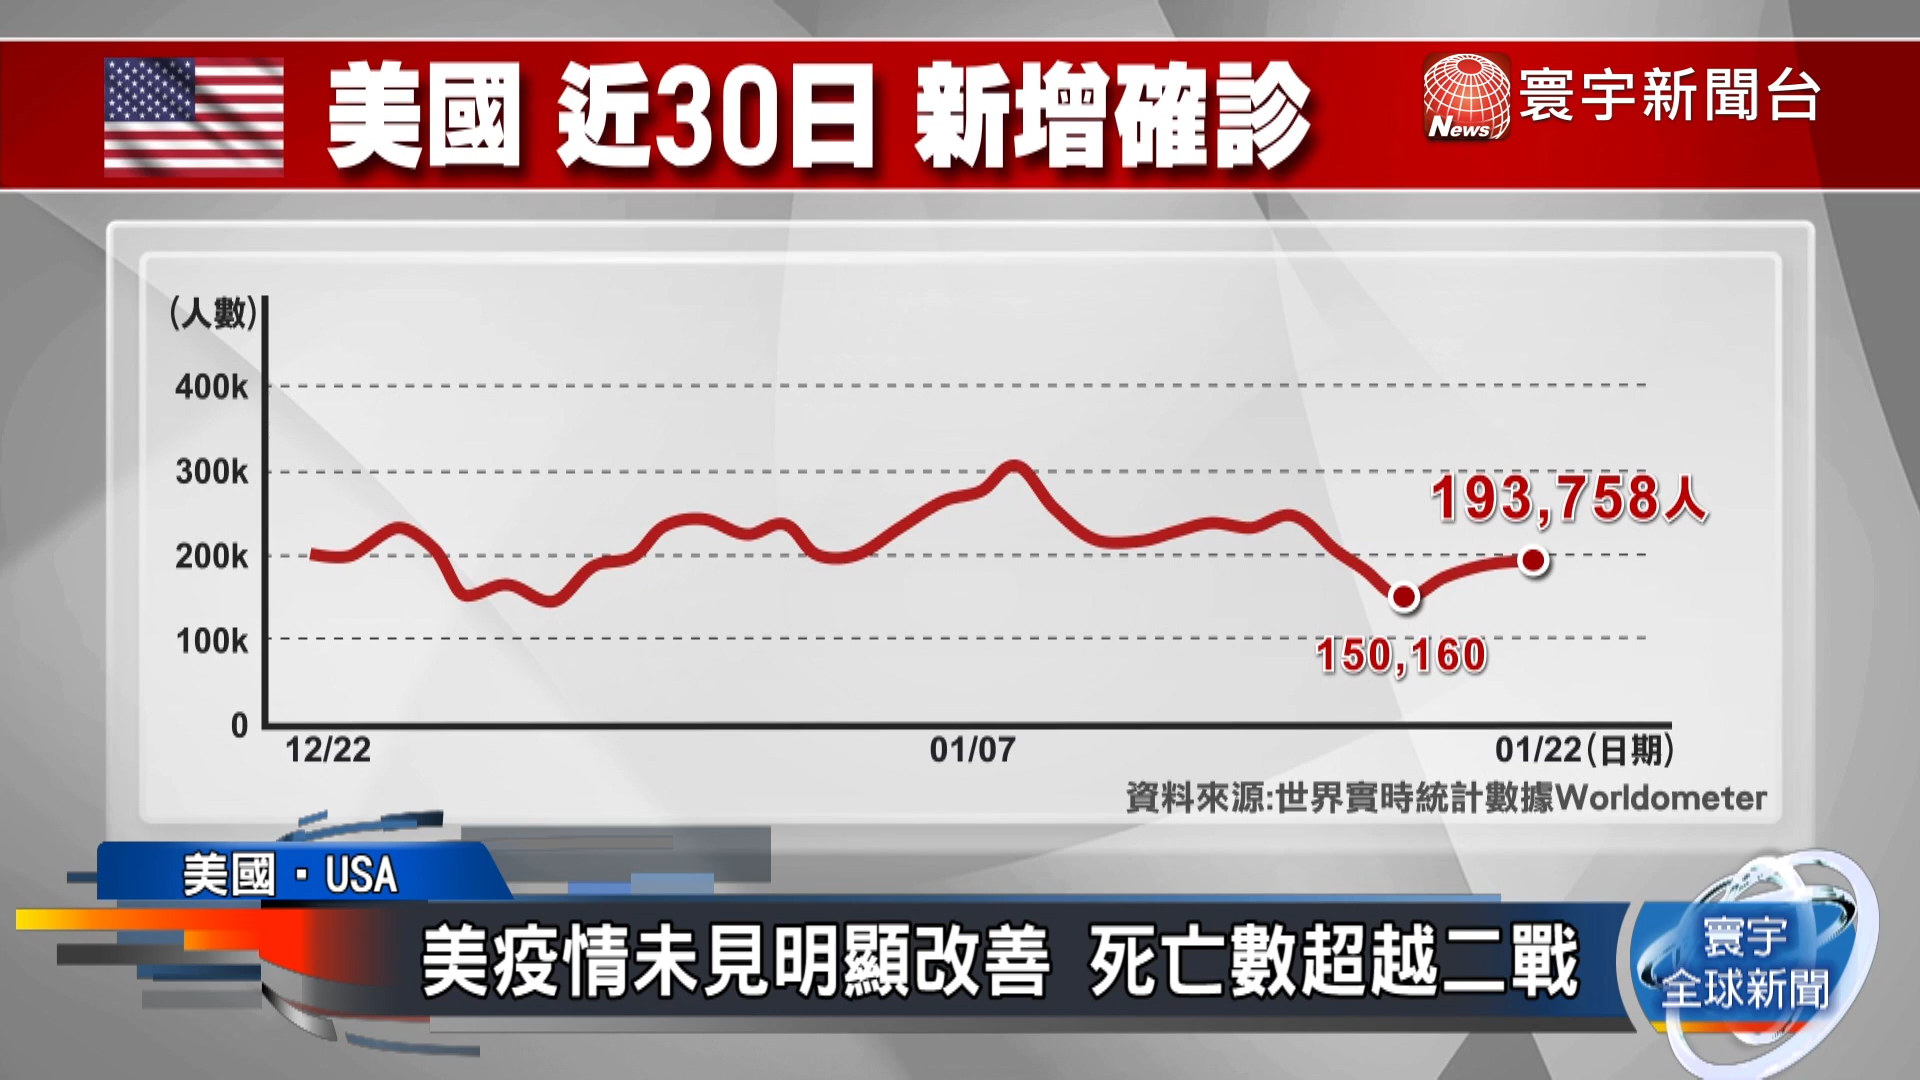 美國 近30日 新增確診
News 寰宇新聞台
(人數)
400k
300k
200k
100k
0
193,758人
150,160
12/22
01/07
01/22(日期)
資料來源:世界實時統計數據Worldometer
美國·USA
美疫情未見明顯改善 死亡數超越二戰
寰宇
全球新聞